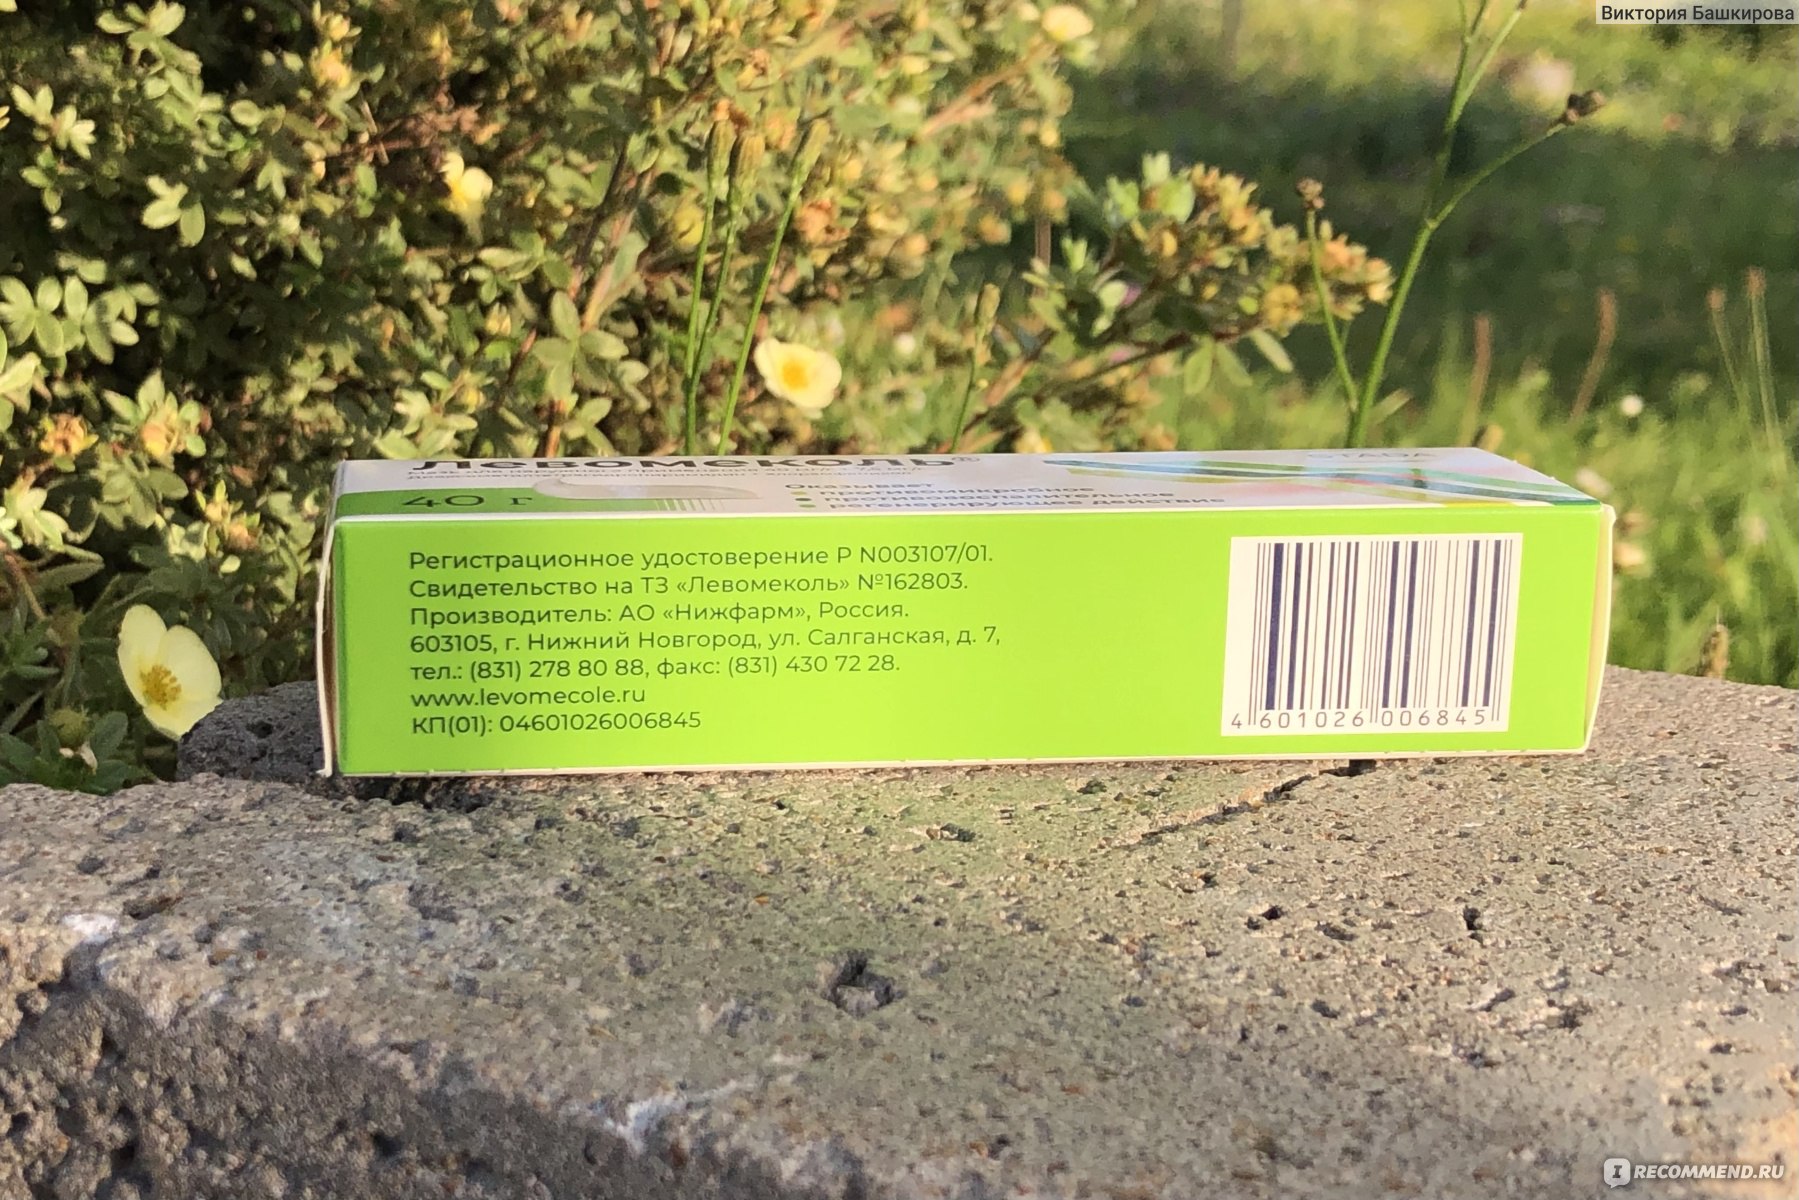 Виктория Башкирова
Левомеколь®
STADA
40 г
Оказывает
противомикробное
противовоспалительное
регенерирующее действие
Регистрационное удостоверение Р N003107/01.
Свидетельство на ТЗ «Левомеколь» №162803.
Производитель: АО «Нижфарм», Россия.
603105, г. Нижний Новгород, ул. Салганская, д. 7,
тел.: (831) 278 80 88, факс: (831) 430 72 28.
www.levomecole.ru
КП(01): 04601026006845
4 601026 006845
IRECOMMEND.RU